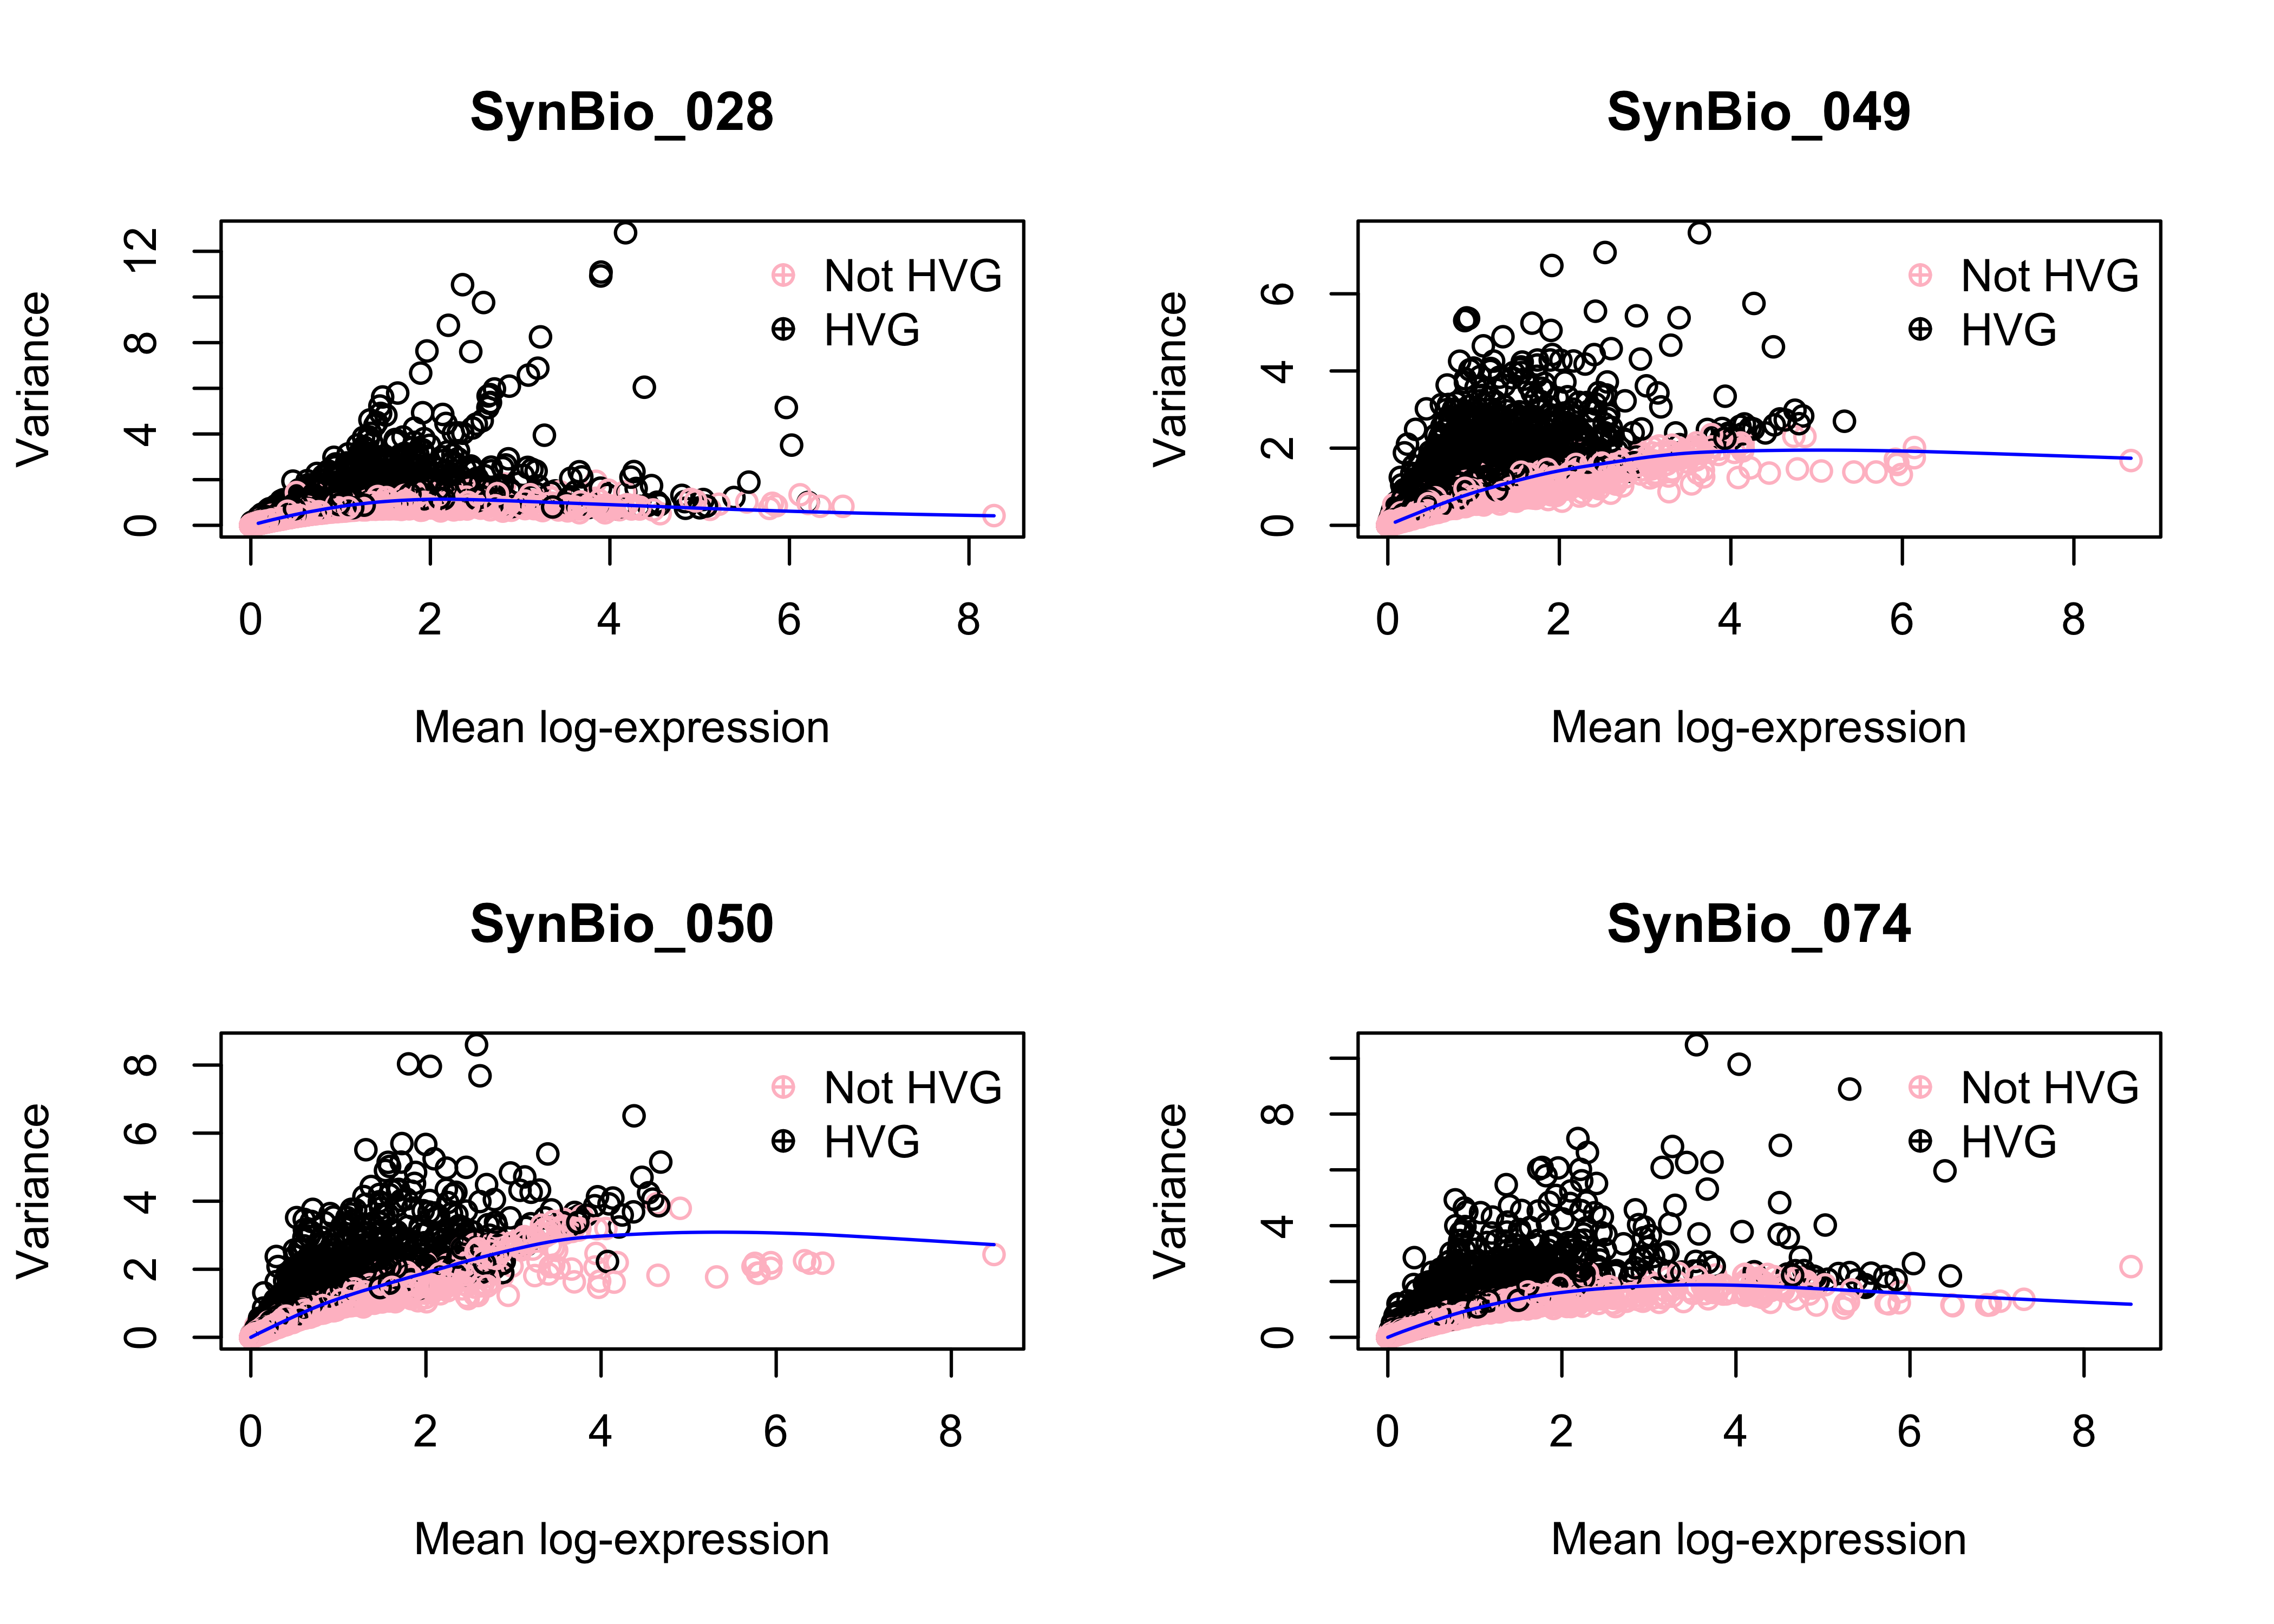 SynBio_028
Variance
12
8
4
0
Not HVG
HVG
0 2 4 6 8
Mean log-expression
SynBio_049
Variance
6
4
2
0
Not HVG
HVG
0 2 4 6 8
Mean log-expression
SynBio_050
Variance
8
6
4
2
0
Not HVG
HVG
0 2 4 6 8
Mean log-expression
SynBio_074
Variance
8
4
0
Not HVG
HVG
0 2 4 6 8
Mean log-expression